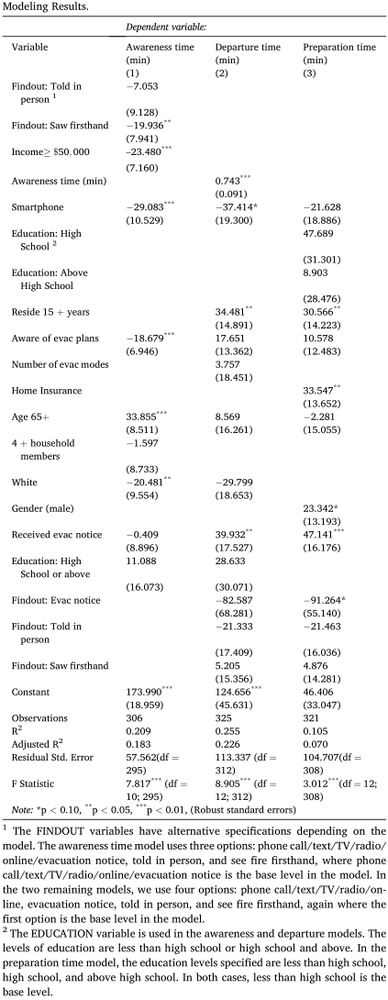 Modeling Results.
Dependent variable:
Variable Awareness time (min) (1) Departure time (min) (2) Preparation time (min) (3)
Findout: Told in person 1 −7.053
(9.128)
Findout: Saw firsthand −19.936**
(7.941)
Income≥ $50,000 −23.480***
(7.160)
Awareness time (min) 0.743***
(0.091)
Smartphone −29.083*** −37.414* −21.628
(10.529) (19.300) (18.886)
Education: High School 2 47.689
(31.301)
Education: Above High School 8.903
(28.476)
Reside 15 + years 34.481** 30.566**
(14.891) (14.223)
Aware of evac plans −18.679*** 17.651 10.578
(6.946) (13.362) (12.483)
Number of evac modes 3.757
(18.451)
Home Insurance 33.547**
(13.652)
Age 65+ 33.855*** 8.569 −2.281
(8.511) (16.261) (15.055)
4 + household members −1.597
(8.733)
White −20.481** −29.799
(9.554) (18.653)
Gender (male) 23.342*
(13.193)
Received evac notice −0.409 39.932** 47.141***
(8.896) (17.527) (16.176)
Education: High School or above 11.088 28.633
(16.073) (30.071)
Findout: Evac notice −82.587 −91.264*
(68.281) (55.140)
Findout: Told in person −21.333 −21.463
(17.409) (16.036)
Findout: Saw firsthand 5.205 4.876
(15.356) (14.281)
Constant 173.990*** 124.656*** 46.406
(18.959) (45.631) (33.047)
Observations 306 325 321
R2 0.209 0.255 0.105
Adjusted R2 0.183 0.226 0.070
Residual Std. Error 57.562(df = 295) 113.337 (df = 312) 104.707(df = 308)
F Statistic 7.817*** (df = 10; 295) 8.905*** (df = 12; 312) 3.012***(df = 12; 308)
Note: *p < 0.10, **p < 0.05, ***p < 0.01, (Robust standard errors)
1 The FINDOUT variables have alternative specifications depending on the
model. The awareness time model uses three options: phone call/text/TV/radio/
online/evacuation notice, told in person, and see fire firsthand, where phone
call/text/TV/radio/online/evacuation notice is the base level in the model. In
the two remaining models, we use four options: phone call/text/TV/radio/on-
line, evacuation notice, told in person, and see fire firsthand, again where the
first option is the base level in the model.
2 The EDUCATION variable is used in the awareness and departure models. The
levels of education are less than high school or high school and above. In the
preparation time model, the education levels specified are less than high school,
high school, and above high school. In both cases, less than high school is the
base level.